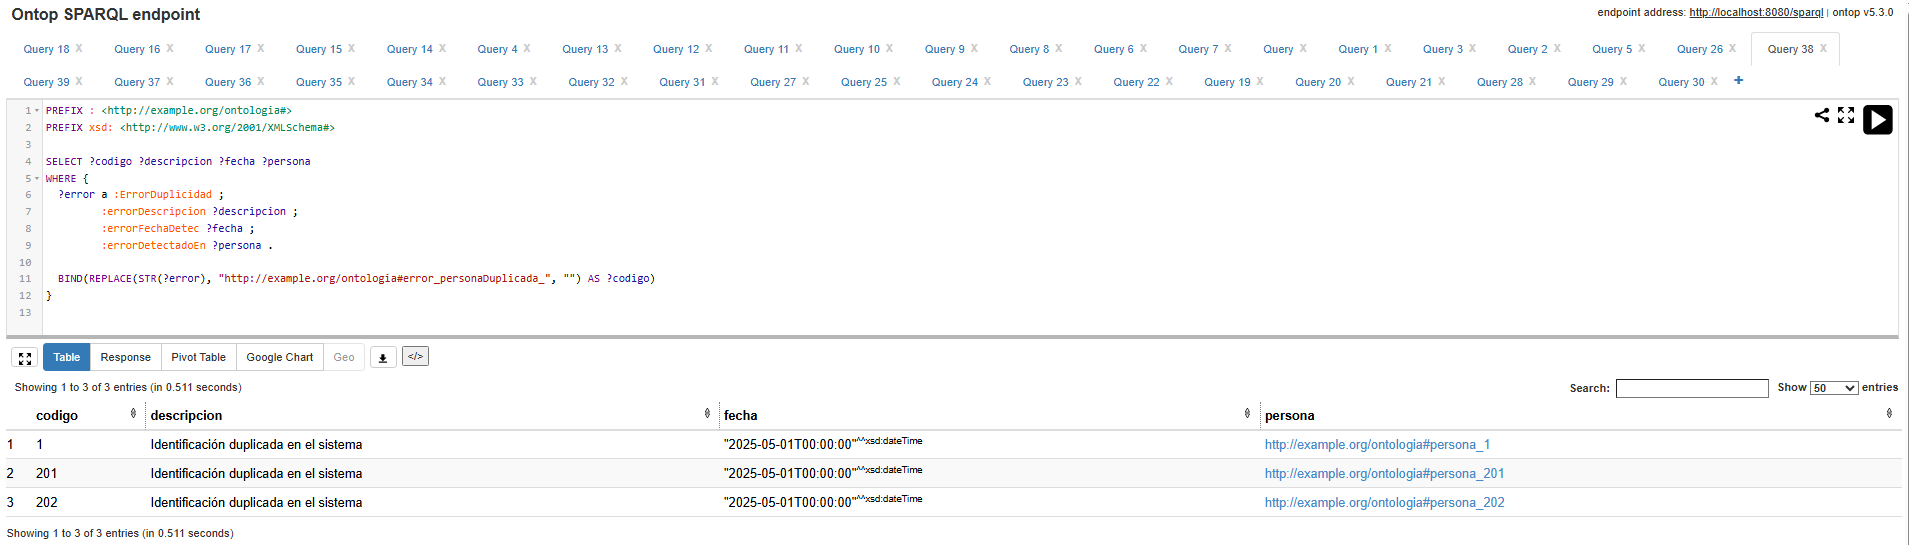 Ontop SPARQL endpoint
endpoint address: http://localhost:8080/sparql | ontop v5.3.0
Query 18 X Query 16 X Query 17 X Query 15 X Query 14 X Query 4 X Query 13 X Query 12 X Query 11 X Query 10 X Query 9 X Query 8 X Query 6 X Query 7 X Query X Query 1 X Query 3 X Query 2 X Query 5 X Query 26 X Query 38 X
Query 39 X Query 37 X Query 36 X Query 35 X Query 34 X Query 33 X Query 32 X Query 31 X Query 27 X Query 25 X Query 24 X Query 23 X Query 22 X Query 19 X Query 20 X Query 21 X Query 28 X Query 29 X Query 30 X +
1 PREFIX : <http://example.org/ontologia#>
2 PREFIX xsd: <http://www.w3.org/2001/XMLSchema#>
3
4 SELECT ?codigo ?descripcion ?fecha ?persona
5 WHERE {
6 ?error a :ErrorDuplicidad ;
7 :errorDescripcion ?descripcion ;
8 :errorFechaDetec ?fecha ;
9 :errorDetectadoEn ?persona .
10
11 BIND(REPLACE(STR(?error), "http://example.org/ontologia#error_personaDuplicada_", "") AS ?codigo)
12 }
13
Table Response Pivot Table Google Chart Geo </>
Showing 1 to 3 of 3 entries (in 0.511 seconds)
Search: Show 50 entries
codigo descripcion fecha persona
1 1 Identificación duplicada en el sistema "2025-05-01T00:00:00"^^xsd:dateTime http://example.org/ontologia#persona_1
2 201 Identificación duplicada en el sistema "2025-05-01T00:00:00"^^xsd:dateTime http://example.org/ontologia#persona_201
3 202 Identificación duplicada en el sistema "2025-05-01T00:00:00"^^xsd:dateTime http://example.org/ontologia#persona_202
Showing 1 to 3 of 3 entries (in 0.511 seconds)